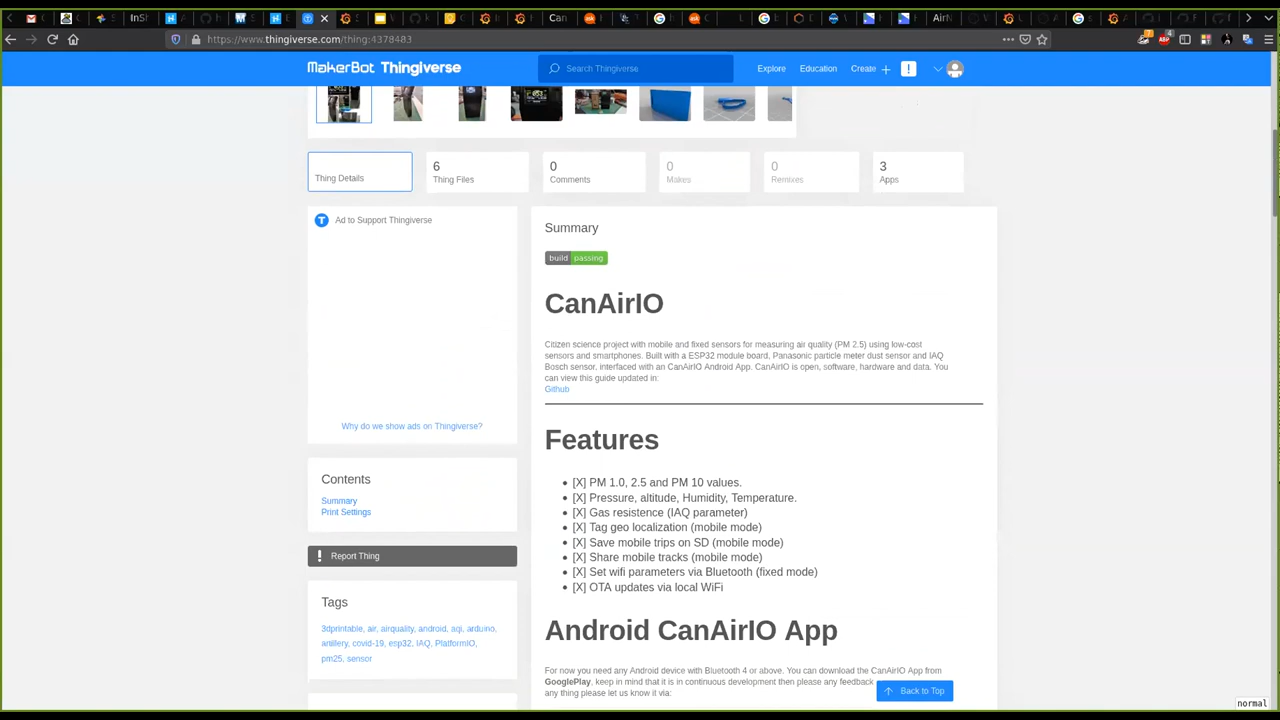 InSh
Can
AirN
https://www.thingiverse.com/thing:4378483
MakerBot Thingiverse
Search Thingiverse
Explore
Education
Create
Thing Details
6
Thing Files
0
Comments
0
Makes
0
Remixes
3
Apps
Ad to Support Thingiverse
Why do we show ads on Thingiverse?
Contents
Summary
Print Settings
Report Thing
Tags
3dprintable, air, airquality, android, aqi, arduino,
antilery, covid-19, esp32, IAQ, PlatformIO,
pm25, sensor
Summary
build passing
CanAirIO
Citizen science project with mobile and fixed sensors for measuring air quality (PM 2.5) using low-cost
sensors and smartphones. Built with a ESP32 module board, Panasonic particle meter dust sensor and IAQ
Bosch sensor, interfaced with an CanAirIO Android App. CanAirIO is open, software, hardware and data. You
can view this guide updated in:
Github
Features
[X] PM 1.0, 2.5 and PM 10 values.
[X] Pressure, altitude, Humidity, Temperature.
[X] Gas resistence (IAQ parameter)
[X] Tag geo localization (mobile mode)
[X] Save mobile trips on SD (mobile mode)
[X] Share mobile tracks (mobile mode)
[X] Set wifi parameters via Bluetooth (fixed mode)
[X] OTA updates via local WiFi
Android CanAirIO App
For now you need any Android device with Bluetooth 4 or above. You can download the CanAirIO App from
GooglePlay, keep in mind that it is in continuous development then please any feedback
any thing please let us know it via:
Back to Top
normal